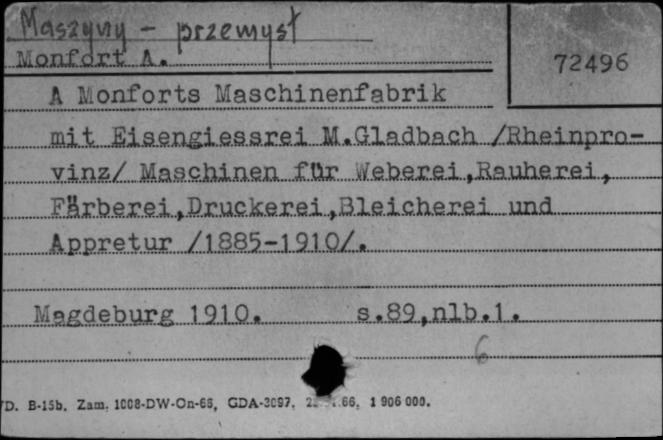 Maszyny - przemysł
Monfort A.
72496
A Monforts Maschinenfabrik
mit Eisengiessrei M.Gladbach /Rheinpro-
vinz/ Maschinen für Weberei,Rauherei,
Färberei,Druckerei,Bleicherei und
Appretur /1885-1910/.
Magdeburg 1910. s.89,nlb.1.
6
D. B-15b. Zam. 1008-DW-On-66, GDA-3097, 66, 1 906 000.